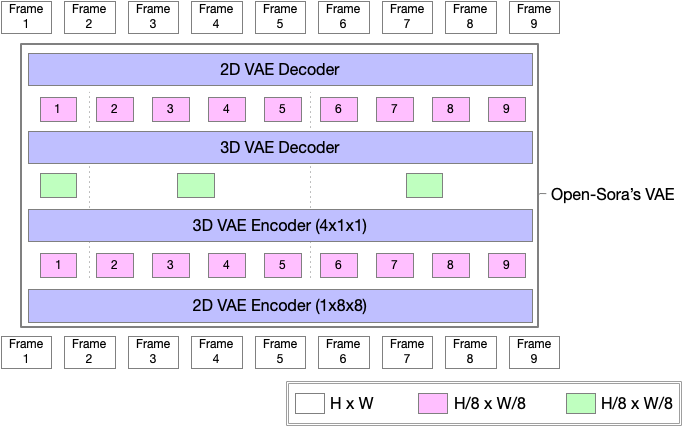 Frame 1 Frame 2 Frame 3 Frame 4 Frame 5 Frame 6 Frame 7 Frame 8 Frame 9
2D VAE Decoder
1 2 3 4 5 6 7 8 9
3D VAE Decoder
Open-Sora's VAE
3D VAE Encoder (4x1x1)
1 2 3 4 5 6 7 8 9
2D VAE Encoder (1x8x8)
Frame 1 Frame 2 Frame 3 Frame 4 Frame 5 Frame 6 Frame 7 Frame 8 Frame 9
H x W H/8 x W/8 H/8 x W/8